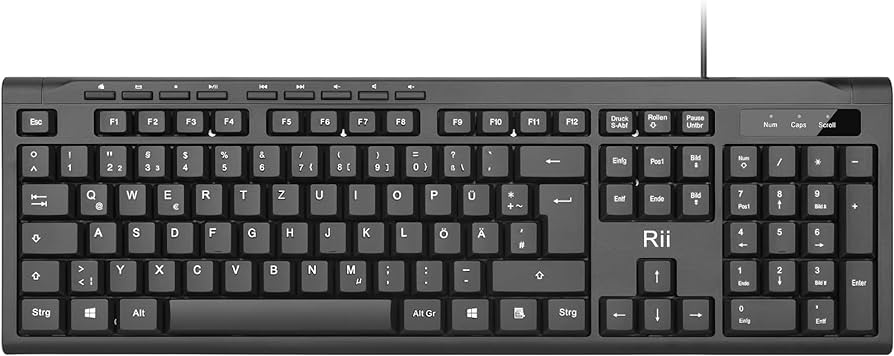 Esc F1 F2 F3 F4 F5 F6 F7 F8 F9 F10 F11 F12 Druck S-Abf Rollen Pause Untbr Num Caps Scroll
° ^ ! 1 " 2 ² § 3 $ 4 % 5 & 6 / 7 { ( 8 [ ) 9 ] = 0 } ? ß \ ← Einfg Pos1 Bild Num / * −
Q @ W E € R T Z U I O P Ü * + ~ Entf Ende Bild 7 Pos1 8 ↑ 9 Bild +
A S D F G H J K L Ö Ä ' # Rii 4 ← 5 6 →
> < | Y X C V B N M µ ; , : . _ - ↑ 1 Ende 2 ↓ 3 Bild Enter
Strg Alt Alt Gr Strg ← ↓ → 0 Einfg , Entf